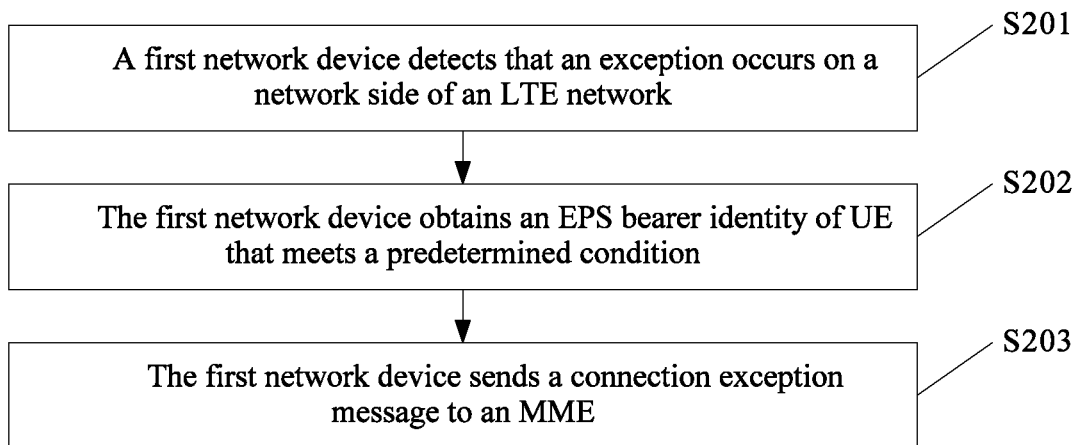 S201
A first network device detects that an exception occurs on a
network side of an LTE network
S202
The first network device obtains an EPS bearer identity of UE
that meets a predetermined condition
S203
The first network device sends a connection exception
message to an MME